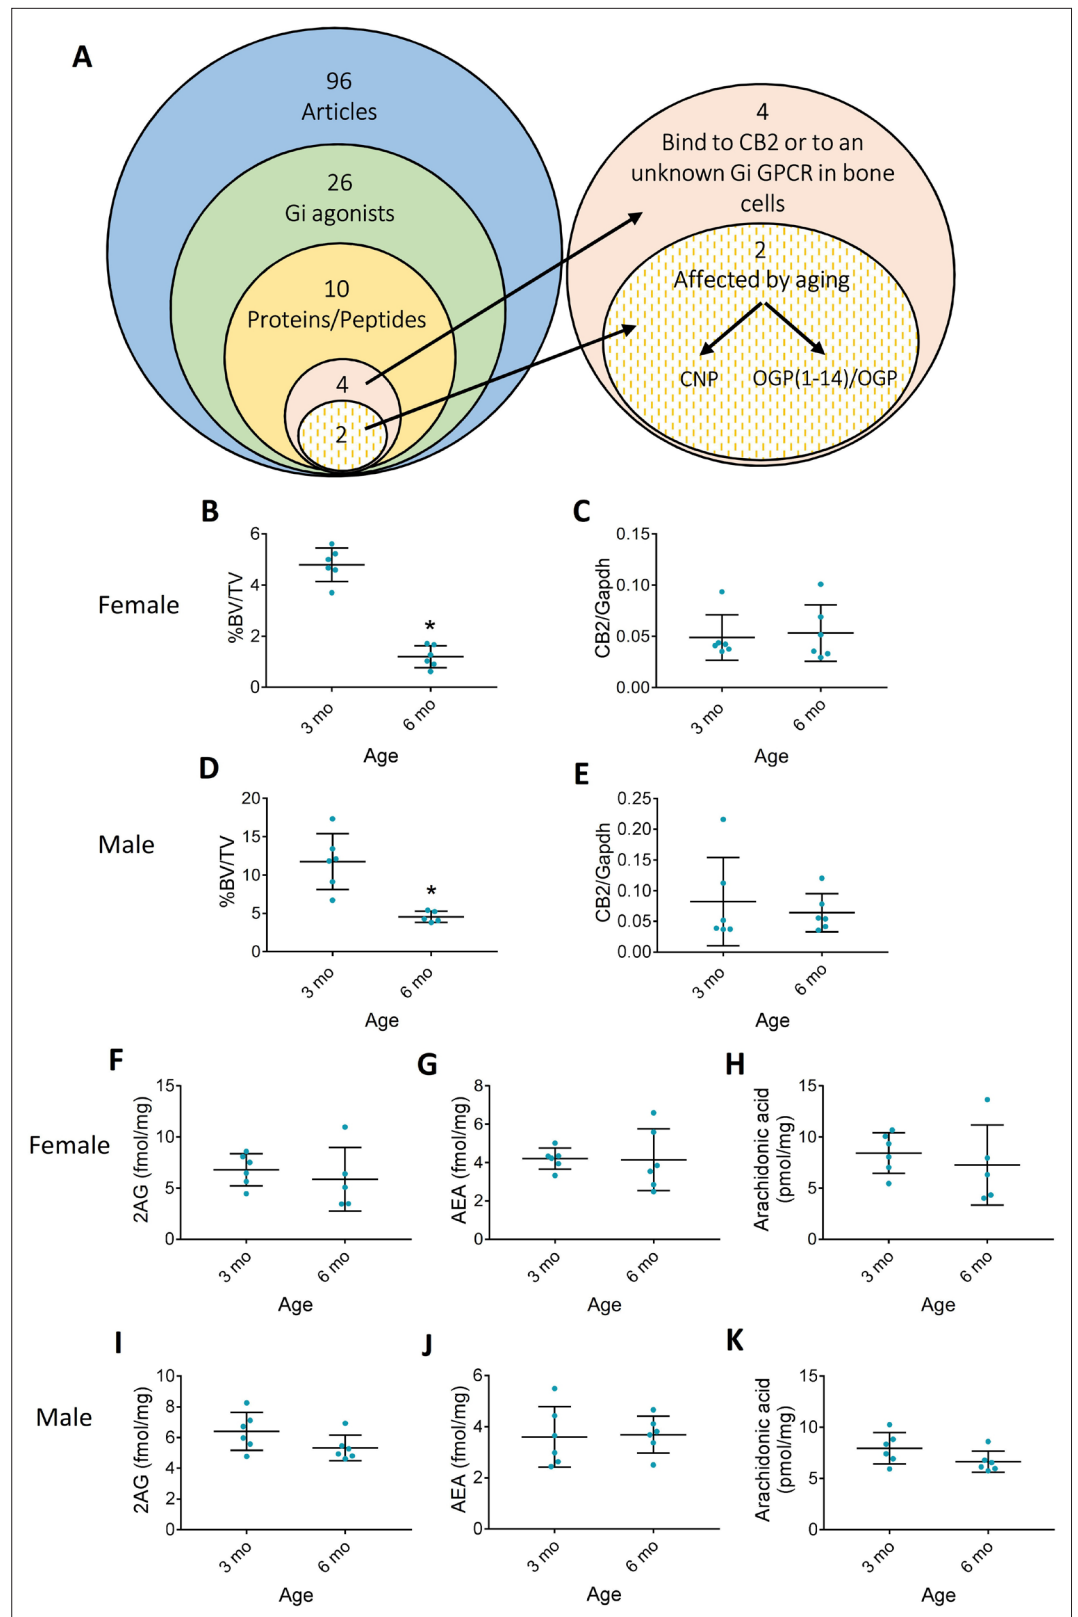 A
96
Articles
26
Gi agonists
10
Proteins/Peptides
4
2
4
Bind to CB2 or to an
unknown Gi GPCR in bone
cells
2
Affected by aging
CNP
OGP(1-14)/OGP
Female
B
%BV/TV
6
4
2
0
*
3 mo
6 mo
Age
C
CB2/Gapdh
0.15
0.10
0.05
0.00
3 mo
6 mo
Age
Male
D
%BV/TV
20
15
10
5
0
*
3 mo
6 mo
Age
E
CB2/Gapdh
0.25
0.20
0.15
0.10
0.05
0.00
3 mo
6 mo
Age
Female
F
2AG (fmol/mg)
15
10
5
0
3 mo
6 mo
Age
G
AEA (fmol/mg)
8
6
4
2
0
3 mo
6 mo
Age
H
Arachidonic acid
(pmol/mg)
15
10
5
0
3 mo
6 mo
Age
Male
I
2AG (fmol/mg)
10
8
6
4
2
0
3 mo
6 mo
Age
J
AEA (fmol/mg)
6
4
2
0
3 mo
6 mo
Age
K
Arachidonic acid
(pmol/mg)
15
10
5
0
3 mo
6 mo
Age